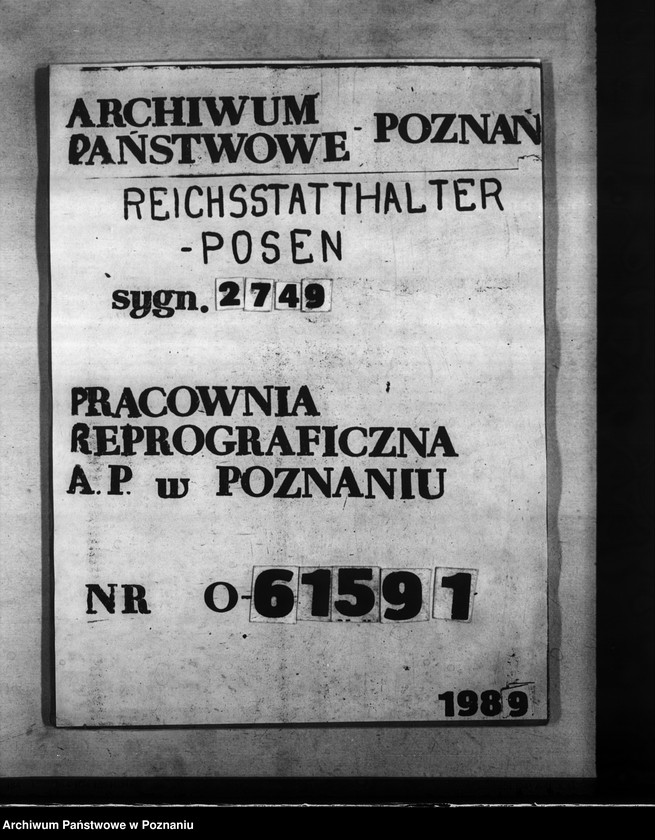 ARCHIWUM
PAŃSTWOWE - POZNAŃ
REICHSSTATTHALTER
-POSEN
sygn. 2749
PRACOWNIA
REPROGRAFICZNA
A.P. w POZNANIU
NR O-61591
1989
Archiwum Państwowe w Poznaniu